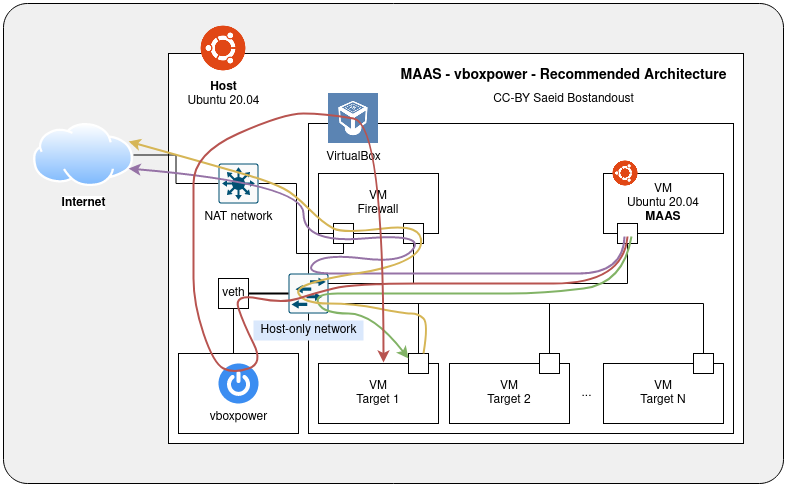 MAAS - vboxpower - Recommended Architecture
CC-BY Saeid Bostandoust
Host
Ubuntu 20.04
VirtualBox
Internet
NAT network
VM
Firewall
VM
Ubuntu 20.04
MAAS
veth
Host-only network
vboxpower
VM
Target 1
VM
Target 2
...
VM
Target N